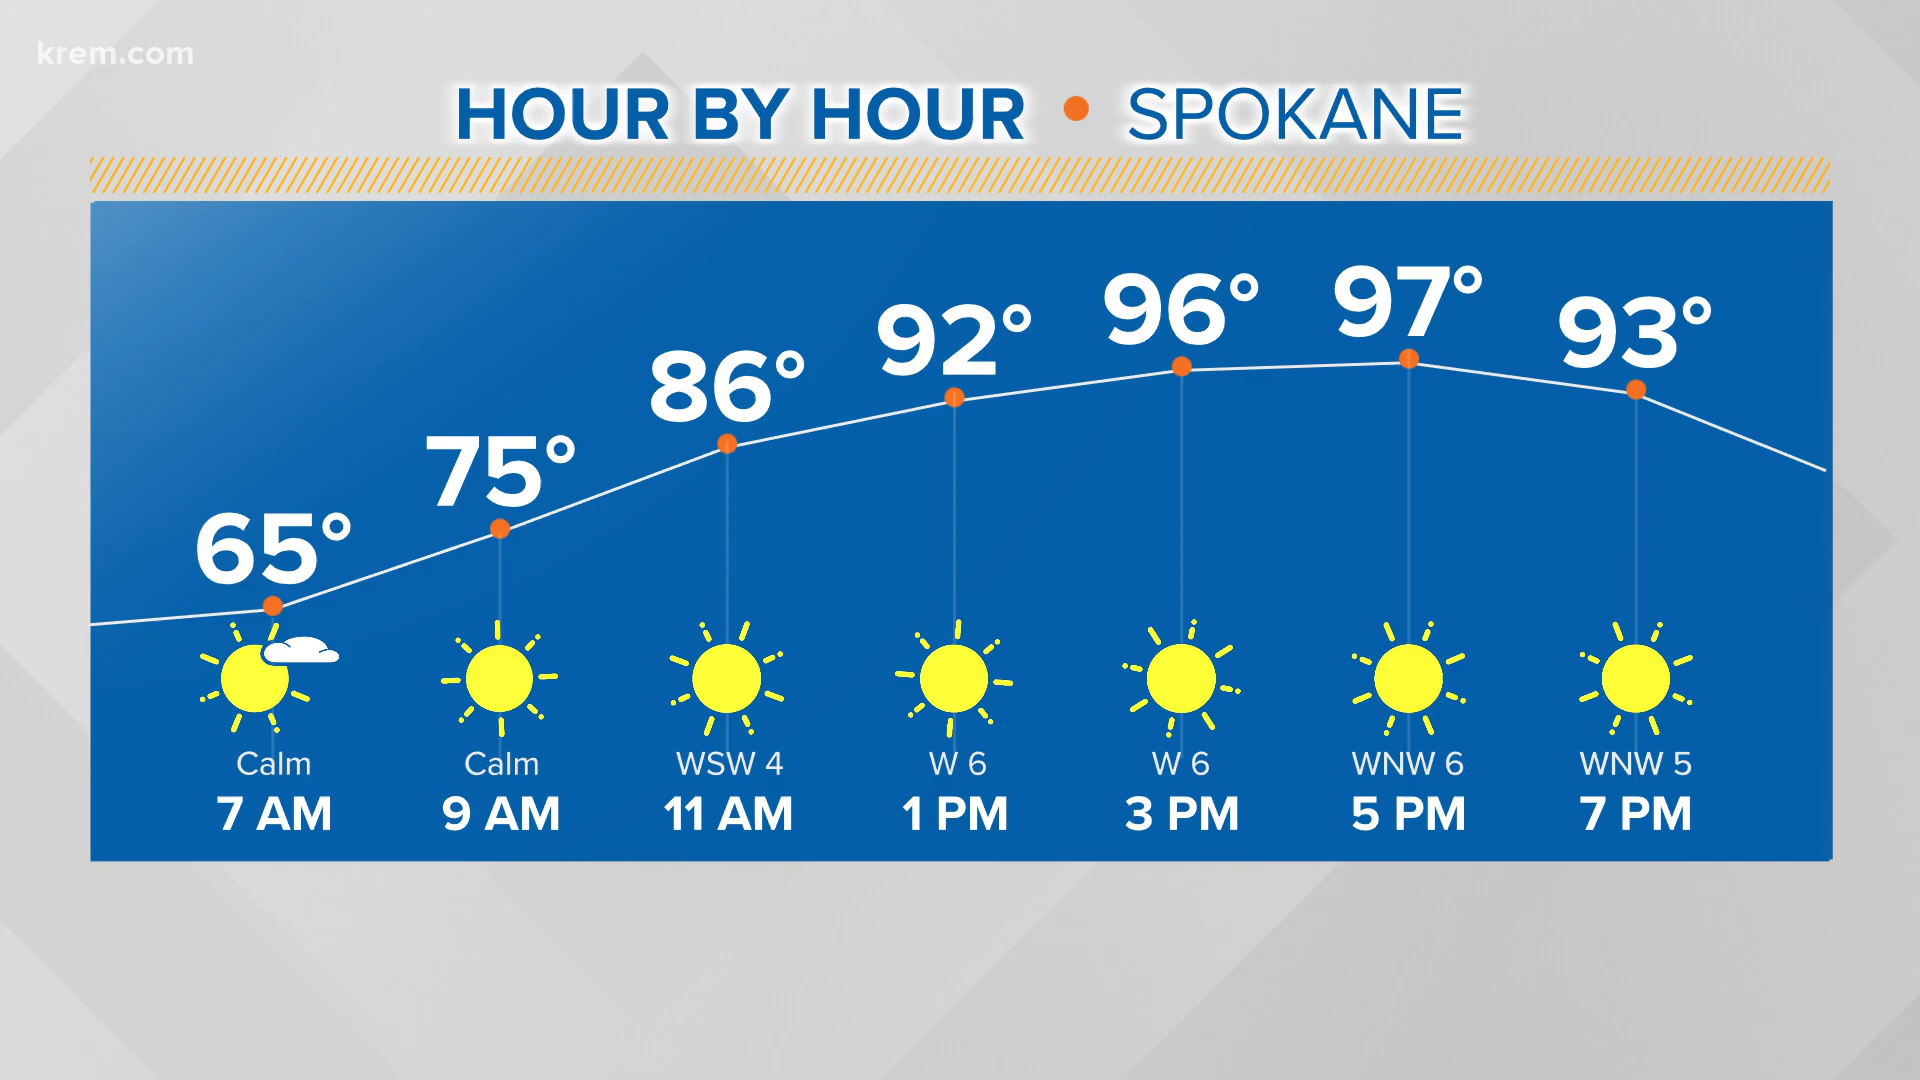 krem.com
HOUR BY HOUR • SPOKANE
65° 75° 86° 92° 96° 97° 93°
Calm Calm WSW 4 W 6 W 6 WNW 6 WNW 5
7 AM 9 AM 11 AM 1 PM 3 PM 5 PM 7 PM